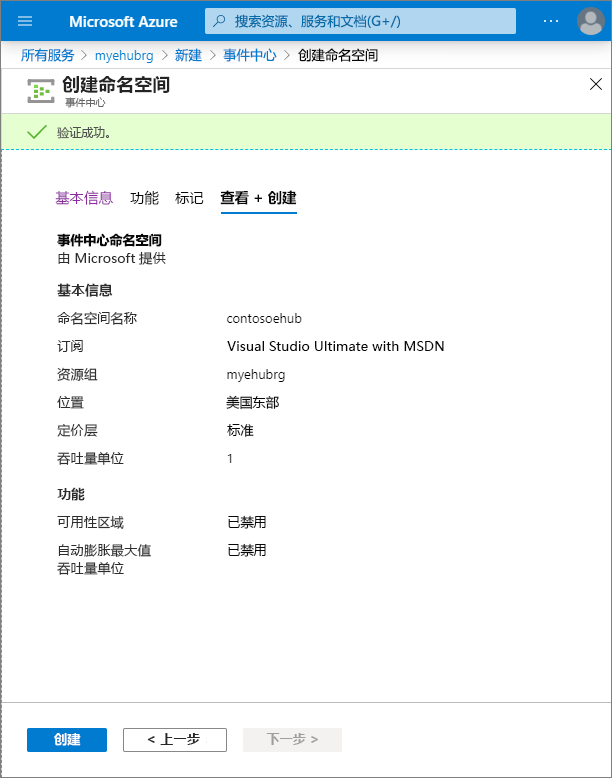 Microsoft Azure
搜索资源、服务和文档(G+/)
所有服务 > myehubrg > 新建 > 事件中心 > 创建命名空间
创建命名空间
事件中心
验证成功。
基本信息 功能 标记 查看 + 创建
事件中心命名空间
由 Microsoft 提供
基本信息
命名空间名称 contosoehub
订阅 Visual Studio Ultimate with MSDN
资源组 myehubrg
位置 美国东部
定价层 标准
吞吐量单位 1
功能
可用性区域 已禁用
自动膨胀最大值 已禁用
吞吐量单位
创建 < 上一步 下一步 >